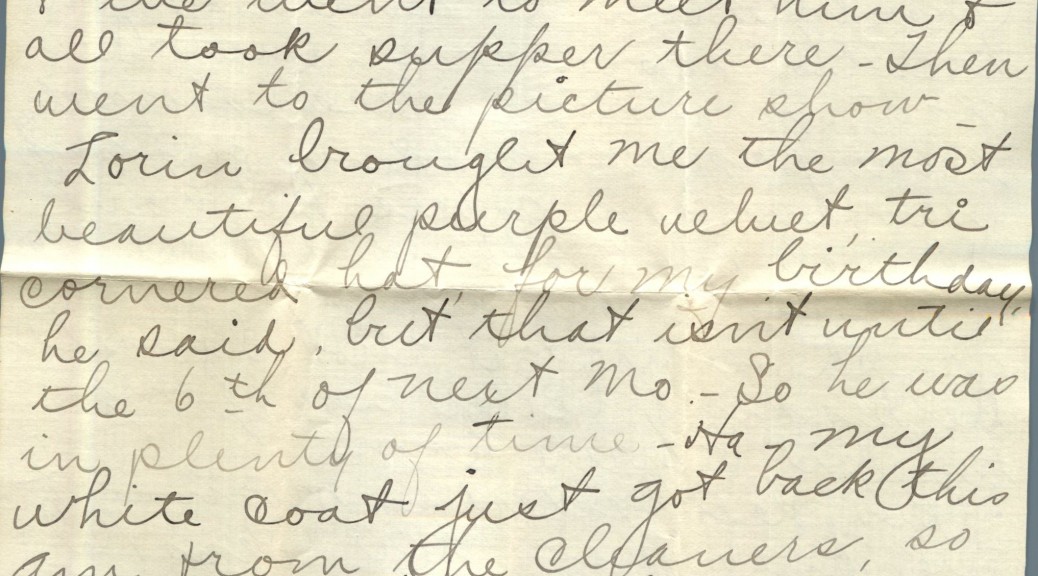 went to meet him &
all took supper there - Then
went to the picture show -
Lorin brought me the most
beautiful purple velvet, tri
cornered hat, for my birthday,"
he said, but that isn't until
the 6th of next Mo. - So he was
in plenty of time - Ha - my
white coat just got back (this
am from the cleaners, so